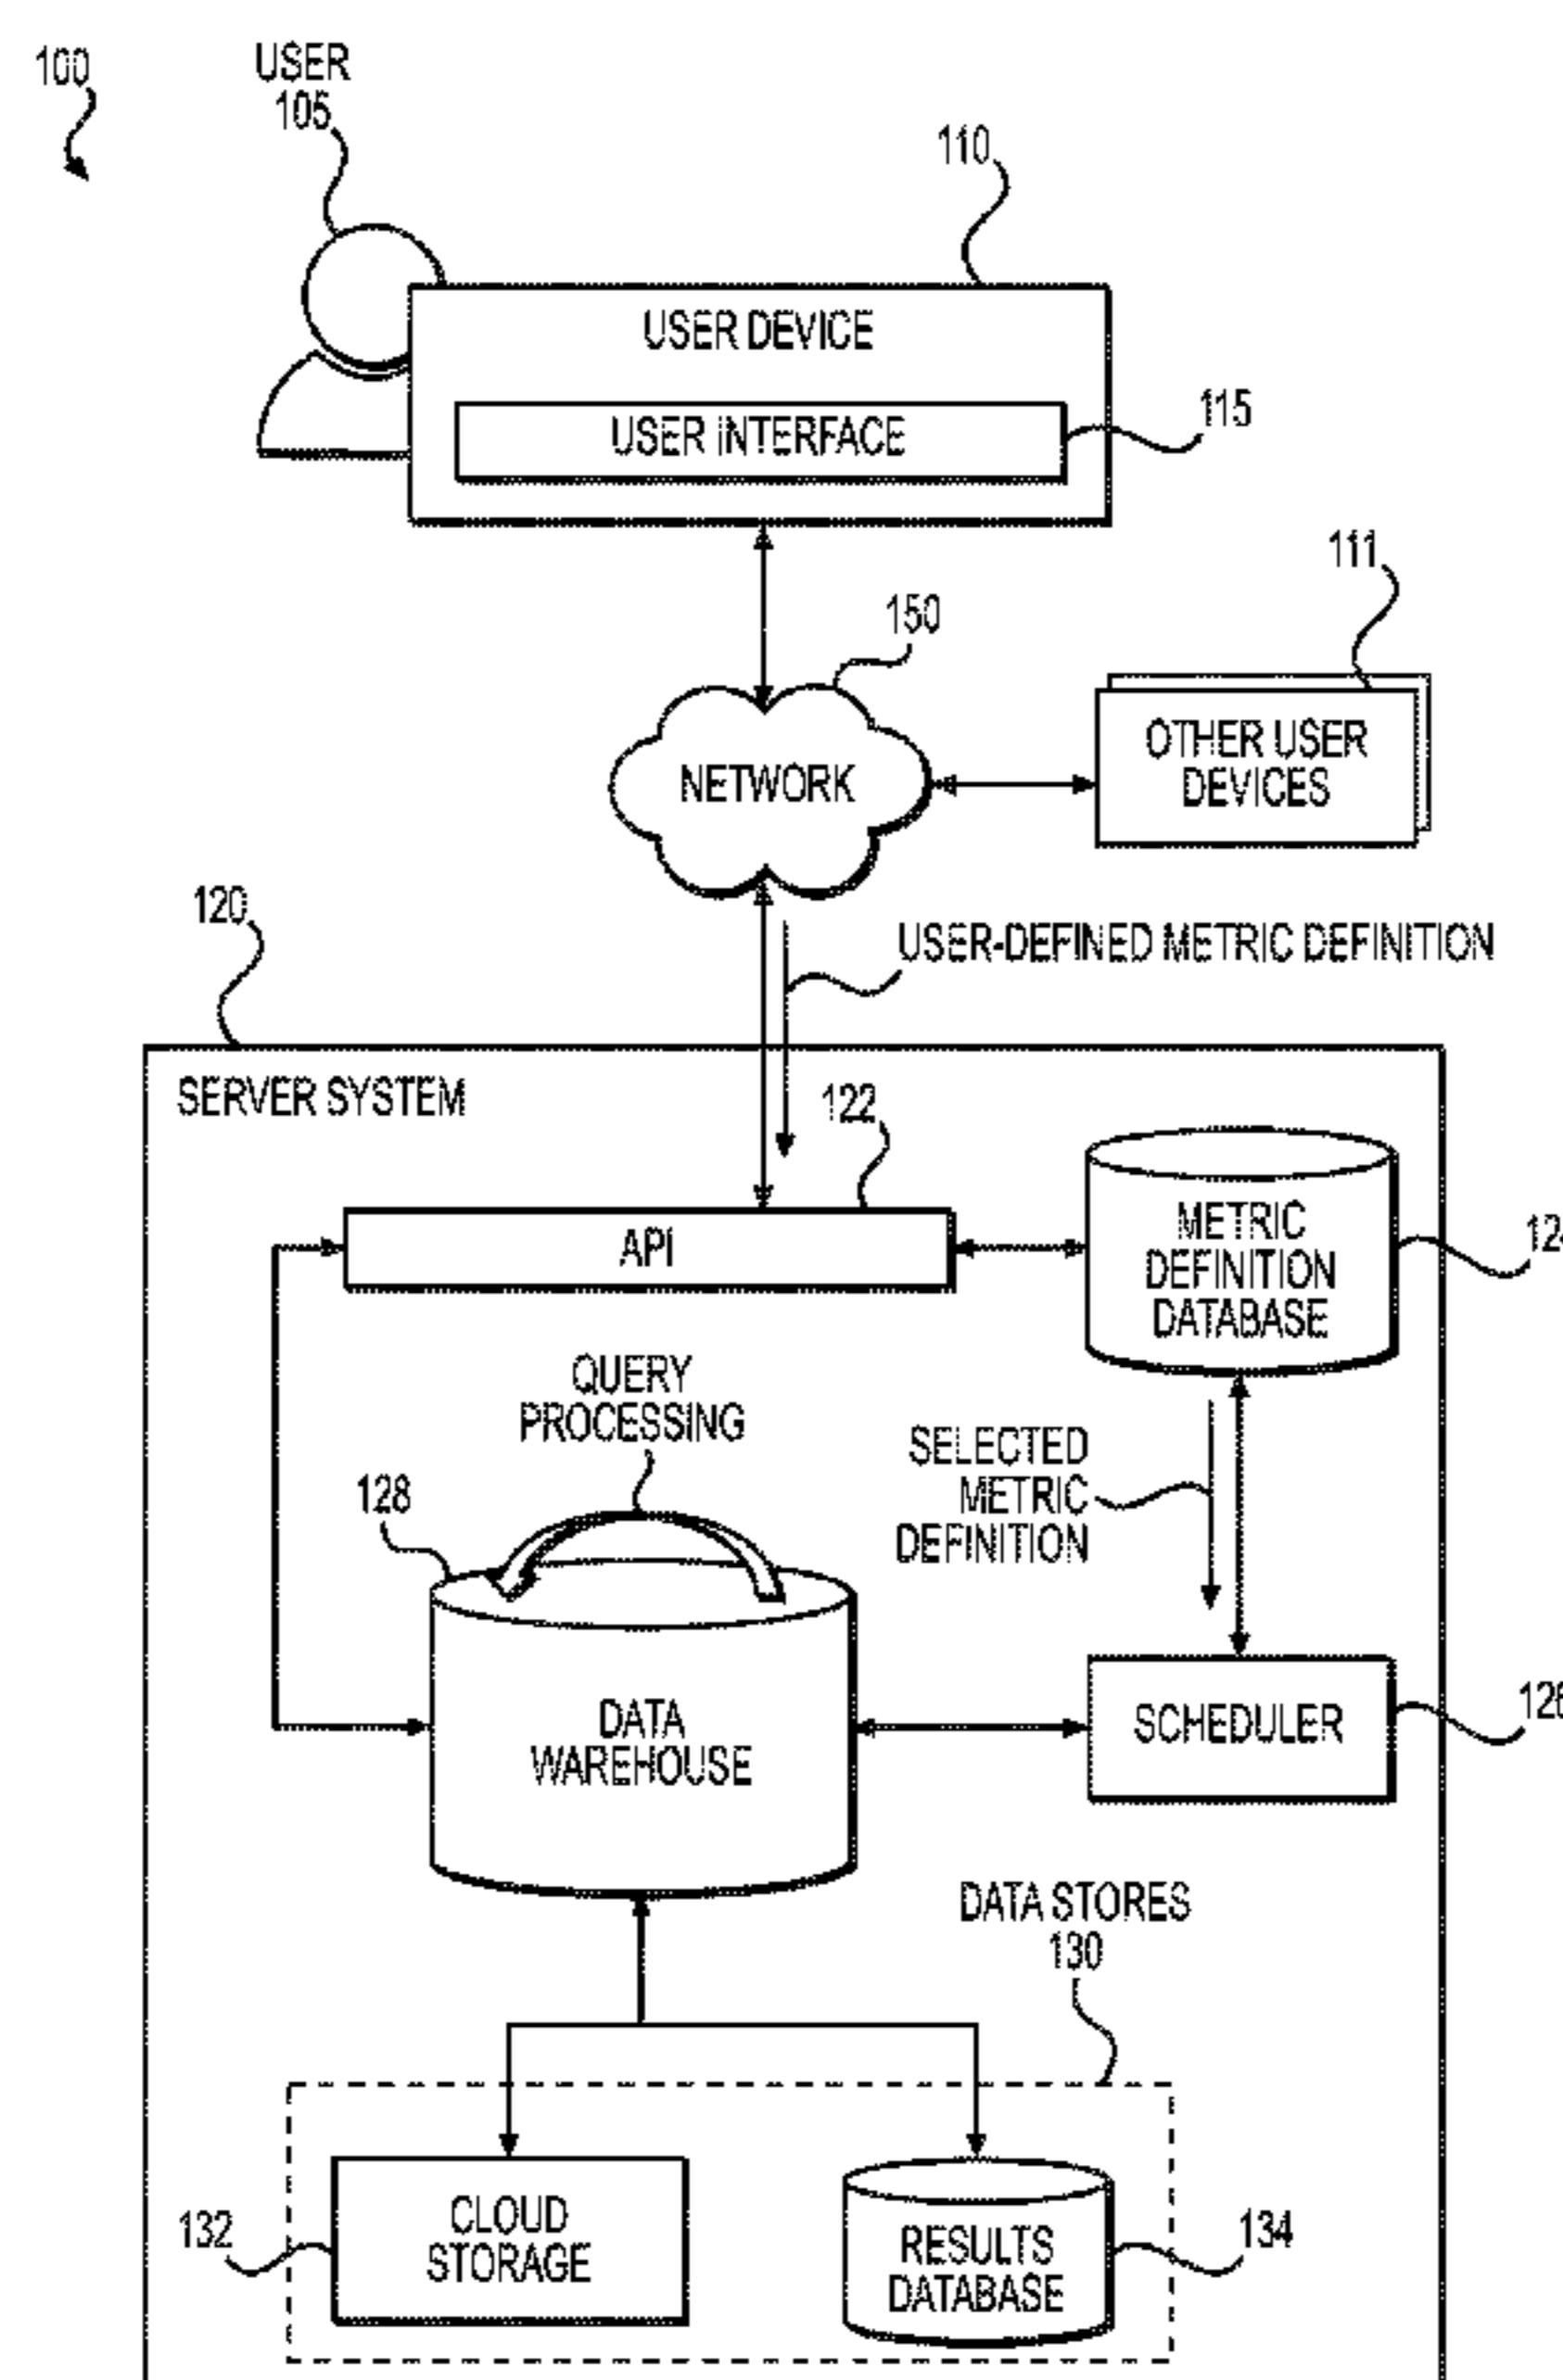 100
USER
105
110
USER DEVICE
USER INTERFACE
115
111
150
OTHER USER
DEVICES
NETWORK
120
USER-DEFINED METRIC DEFINITION
SERVER SYSTEM
122
API
METRIC
DEFINITION
DATABASE
QUERY
PROCESSING
SELECTED
METRIC
DEFINITION
128
DATA
WAREHOUSE
SCHEDULER
DATA STORES
130
CLOUD
STORAGE
132
RESULTS
DATABASE
134